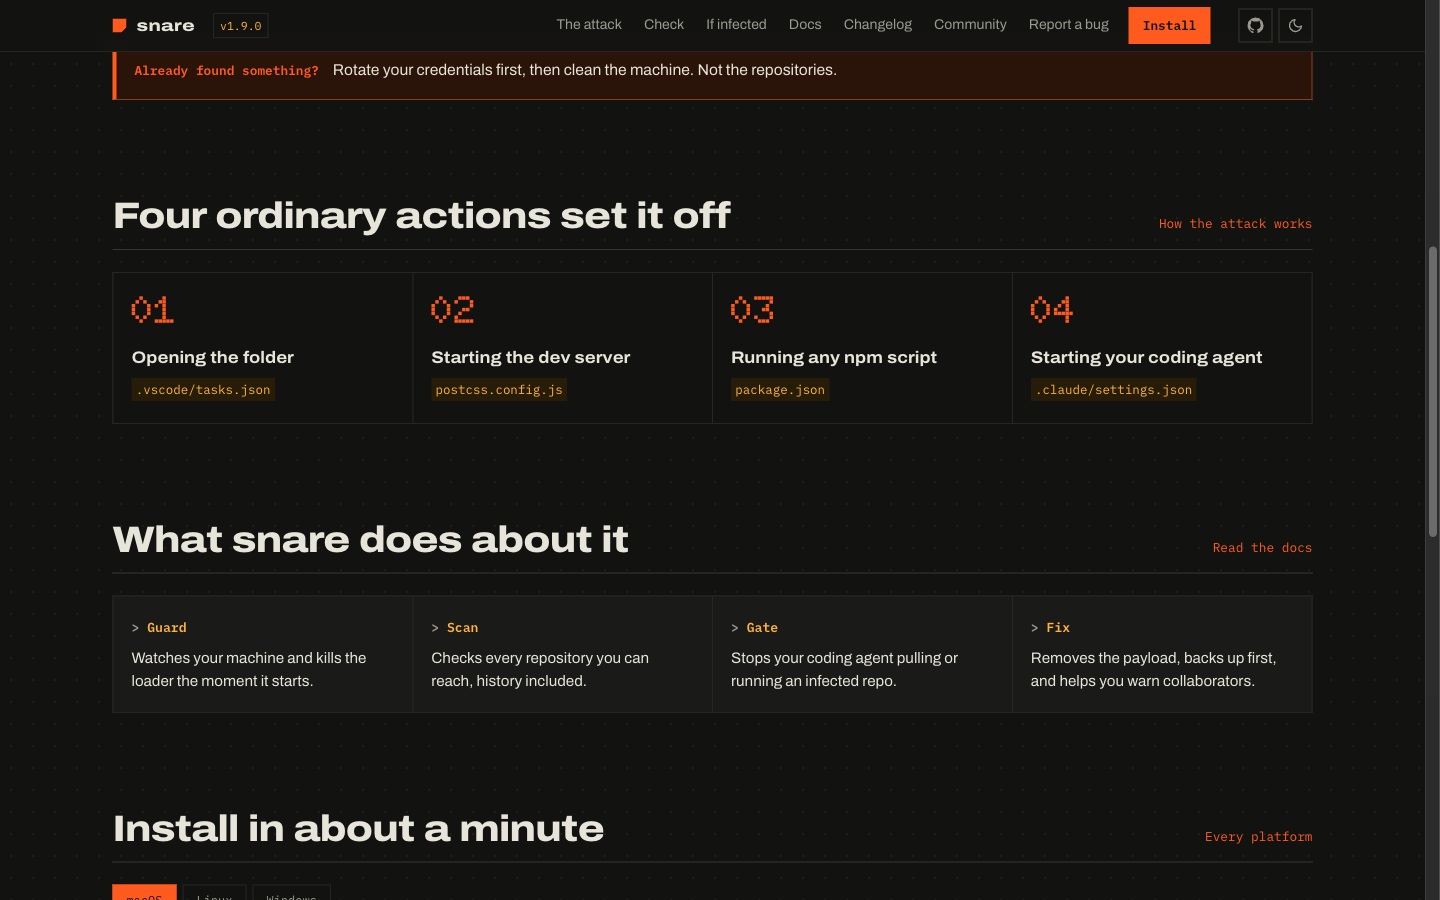 snare v1.9.0 The attack Check If infected Docs Changelog Community Report a bug Install
Already found something? Rotate your credentials first, then clean the machine. Not the repositories.
Four ordinary actions set it off
How the attack works
01
Opening the folder
.vscode/tasks.json
02
Starting the dev server
postcss.config.js
03
Running any npm script
package.json
04
Starting your coding agent
.claude/settings.json
What snare does about it
Read the docs
> Guard
Watches your machine and kills the
loader the moment it starts.
> Scan
Checks every repository you can
reach, history included.
> Gate
Stops your coding agent pulling or
running an infected repo.
> Fix
Removes the payload, backs up first,
and helps you warn collaborators.
Install in about a minute
Every platform
macOS Linux Windows